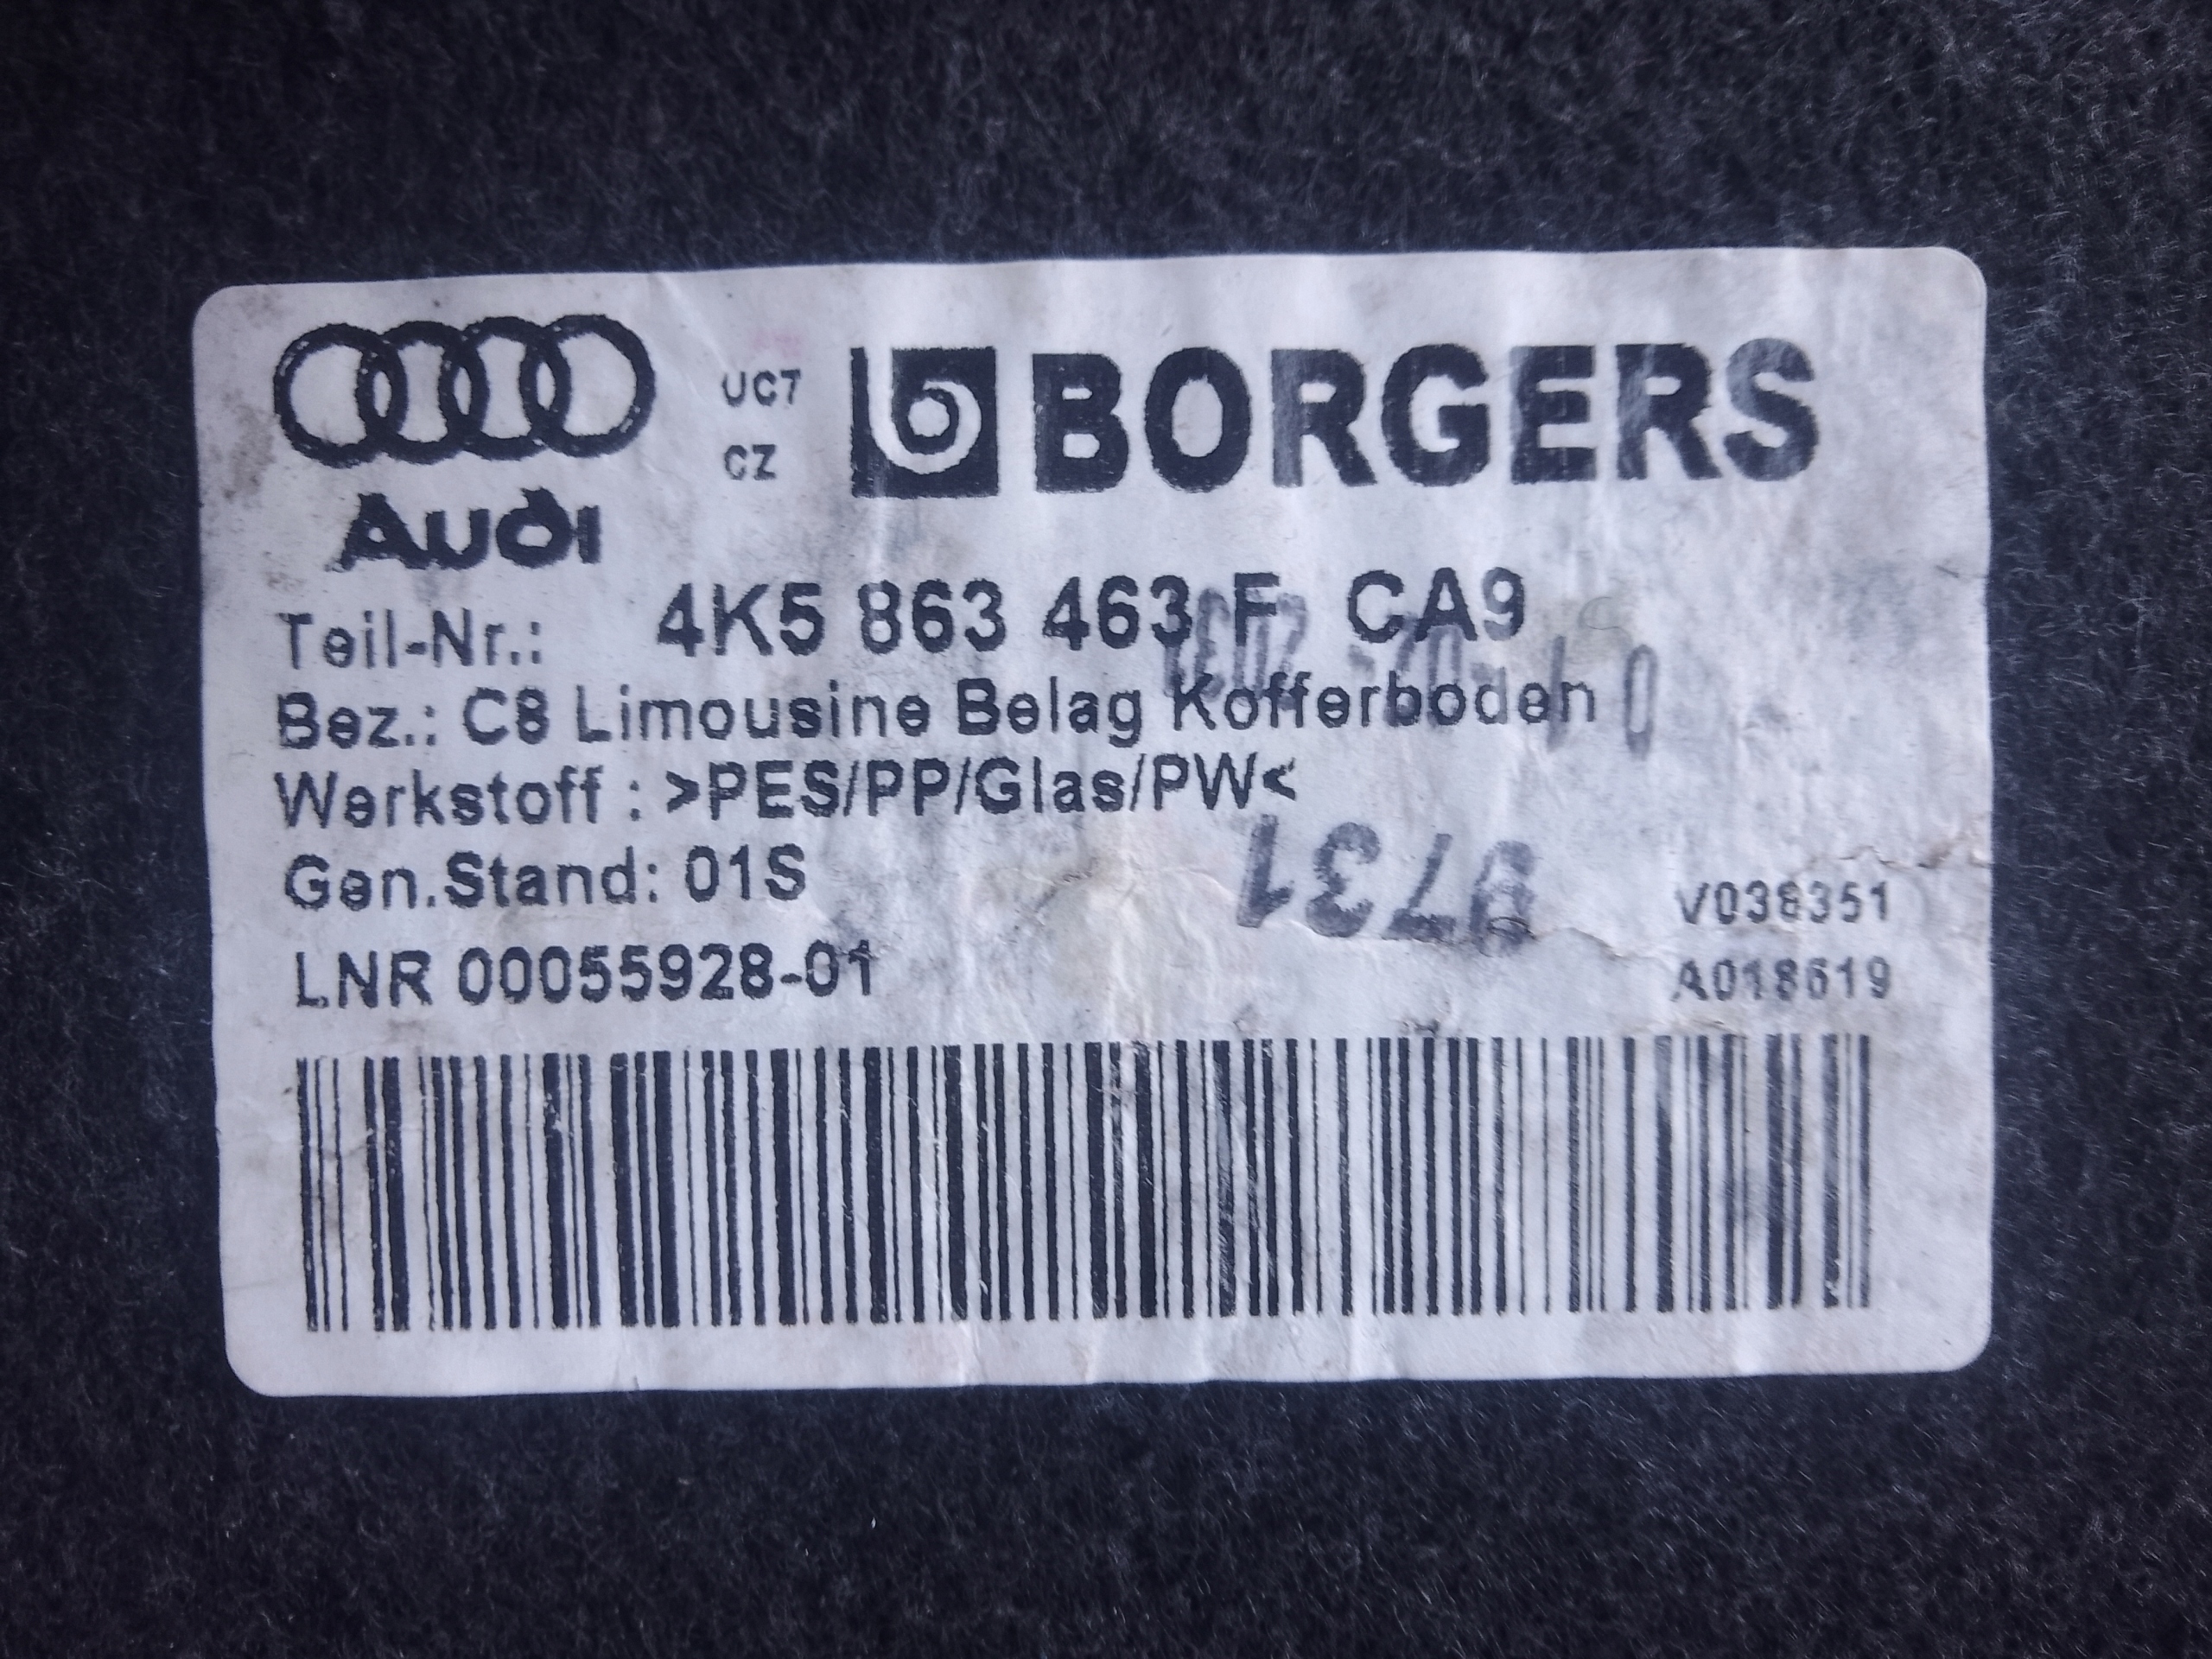 Audi
UC7
CZ
BORGERS
Teil-Nr.: 4K5 863 463 F CA9
Bez.: C8 Limousine Belag Kofferboden
Werkstoff : >PES/PP/Glas/PW<
Gen.Stand: 01S
LNR 00055928-01
V038351